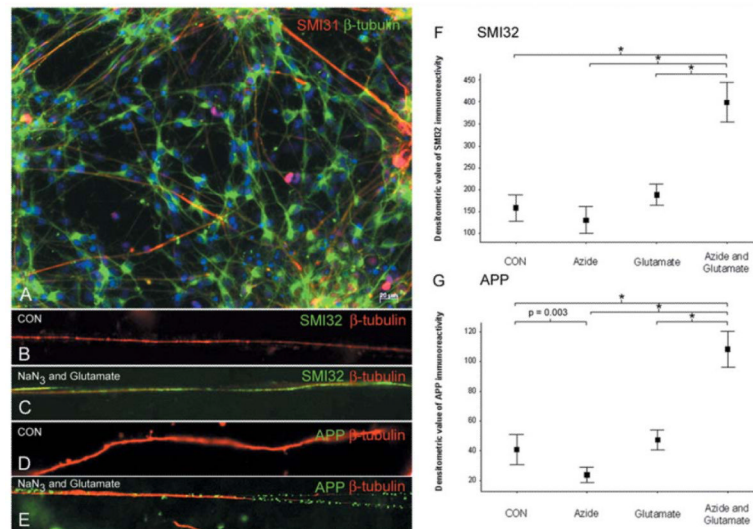 SMI31 β-tubulin
A
CON
SMI32 β-tubulin
B
NaN3 and Glutamate
SMI32 β-tubulin
C
CON
APP β-tubulin
D
NaN3 and Glutamate
APP β-tubulin
E
F SMI32
* 
*
*
Densitometric value of SMI32 immunoreactivity
450
400
350
300
250
200
150
100
CON Azide Glutamate Azide and
Glutamate
G APP
*
*
p = 0.003 *
Densitometric value of APP immunoreactivity
120
100
80
60
40
20
0
CON Azide Glutamate Azide and
Glutamate